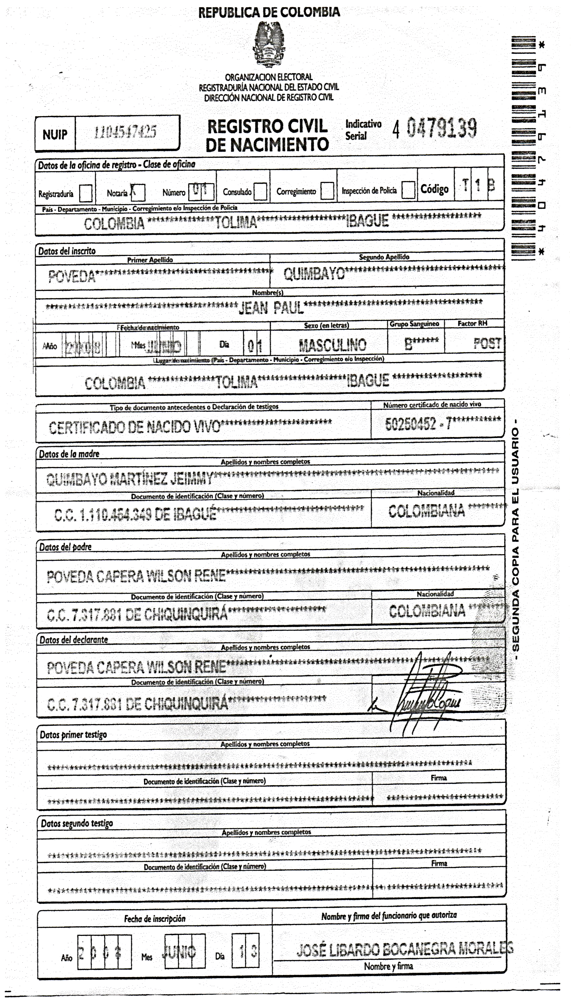 REPUBLICA DE COLOMBIA
ORGANIZACION ELECTORAL
REGISTRADURÍA NACIONAL DEL ESTADO CIVIL
DIRECCIÓN NACIONAL DE REGISTRO CIVIL
NUIP 1104547425
REGISTRO CIVIL
DE NACIMIENTO
Indicativo
Serial 4 0479139
Datos de la oficina de registro - Clase de oficina
Registraduría Notaría X Número 01 Consulado Corregimiento Inspección de Policía Código T 1 B
País - Departamento - Municipio - Corregimiento e/o Inspección de Policía
COLOMBIA ***************TOLIMA********************IBAGUE ********************
Datos del inscrito
Primer Apellido Segundo Apellido
POVEDA**************************************** QUIMBAYO************************************
Nombre(s)
******************************************* JEAN PAUL****************************************
Fecha de nacimiento Sexo (en letras) Grupo Sanguíneo Factor RH
Año 2008 Mes JUNIO Día 01 MASCULINO B****** POST
Lugar de nacimiento (País - Departamento - Municipio - Corregimiento e/o Inspección)
COLOMBIA ***************TOLIMA********************IBAGUE ********************
Tipo de documento antecedentes o Declaración de testigos Número certificado de nacido vivo
CERTIFICADO DE NACIDO VIVO************************* 50250452 - 7***********
Datos de la madre
Apellidos y nombres completos
QUIMBAYO MARTÍNEZ JEIMMY****************************************************************
Documento de identificación (Clase y número) Nacionalidad
C.C. 1.110.454.349 DE IBAGUÉ********************************* COLOMBIANA *********
Datos del padre
Apellidos y nombres completos
POVEDA CAPERA WILSON RENE***********************************************************
Documento de identificación (Clase y número) Nacionalidad
C.C. 7.317.881 DE CHIQUINQUIRÁ********************** COLOMBIANA *********
Datos del declarante
Apellidos y nombres completos
POVEDA CAPERA WILSON RENE***********************************************************
Documento de identificación (Clase y número) Firma
C.C. 7.317.881 DE CHIQUINQUIRÁ**********************
Datos primer testigo
Apellidos y nombres completos
************************************************************************************************
Documento de identificación (Clase y número) Firma
************************************************************************** **************************
Datos segundo testigo
Apellidos y nombres completos
**************************************************************************************************
Documento de identificación (Clase y número) Firma
**************************************************************************** **************************
Fecha de inscripción Nombre y firma del funcionario que autoriza
Año 2008 Mes JUNIO Día 13 JOSÉ LIBARDO BOCANEGRA MORALES
Nombre y firma
*40479139*
- SEGUNDA COPIA PARA EL USUARIO -